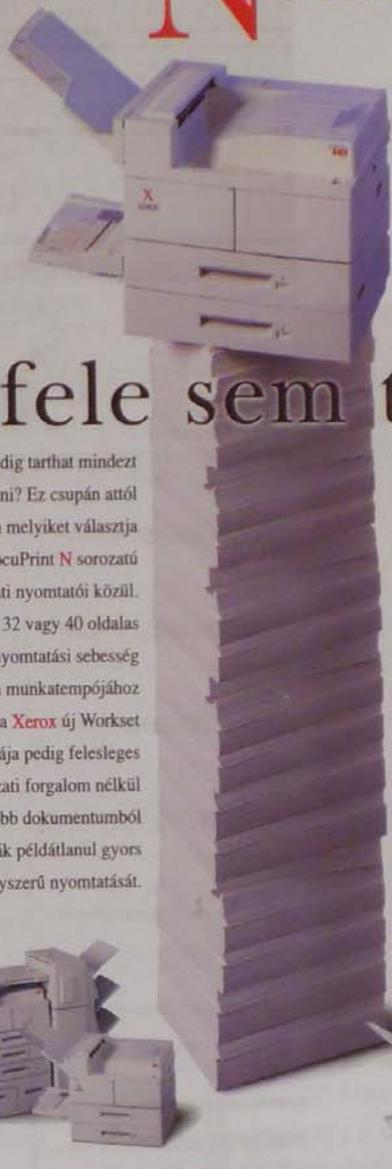 N
X
XEROX
fele sem t
dig tarthat mindezt
ni? Ez csupán attól
melyiket választja
ocuPrint N sorozatú
ti nyomtatói közül.
32 vagy 40 oldalas
yomtatási sebesség
munkatempójához
a Xerox új Workset
ája pedig felesleges
ati forgalom nélkül
bb dokumentumból
ik példátlanul gyors
yszerű nyomtatását.